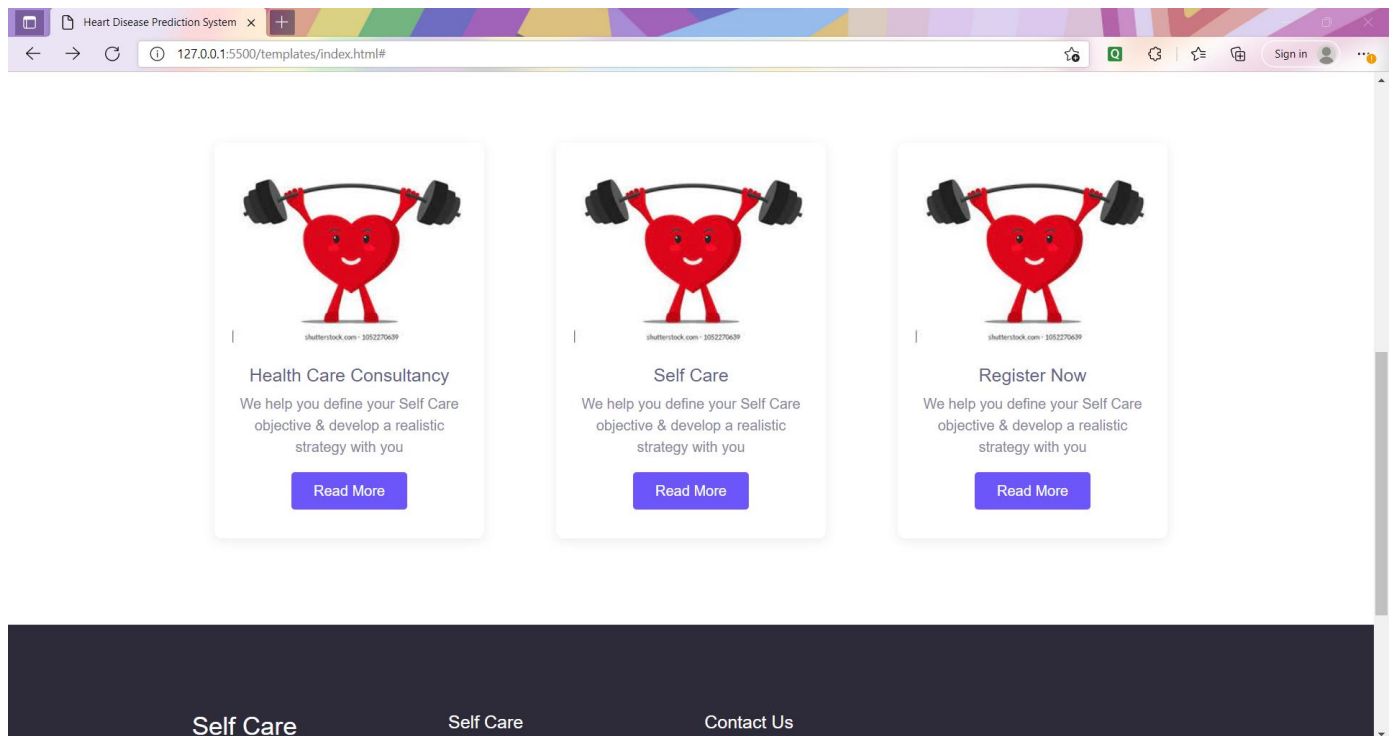 Heart Disease Prediction System
127.0.0.1:5500/templates/index.html#
Q
Sign in
shutterstock.com · 1052270639
shutterstock.com · 1052270639
shutterstock.com · 1052270639
Health Care Consultancy
We help you define your Self Care
objective & develop a realistic
strategy with you
Read More
Self Care
We help you define your Self Care
objective & develop a realistic
strategy with you
Read More
Register Now
We help you define your Self Care
objective & develop a realistic
strategy with you
Read More
Self Care
Self Care
Contact Us